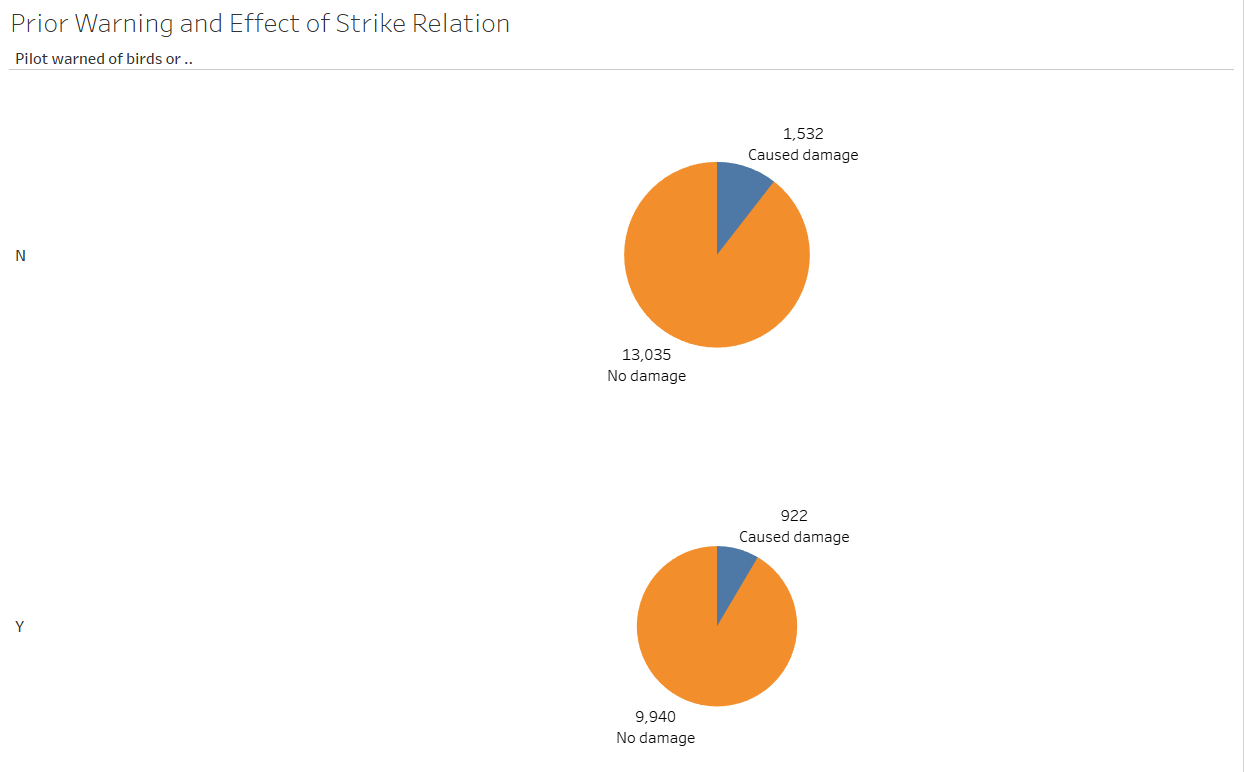 Prior Warning and Effect of Strike Relation
Pilot warned of birds or ..
1,532
Caused damage
N
13,035
No damage
922
Caused damage
Y
9,940
No damage